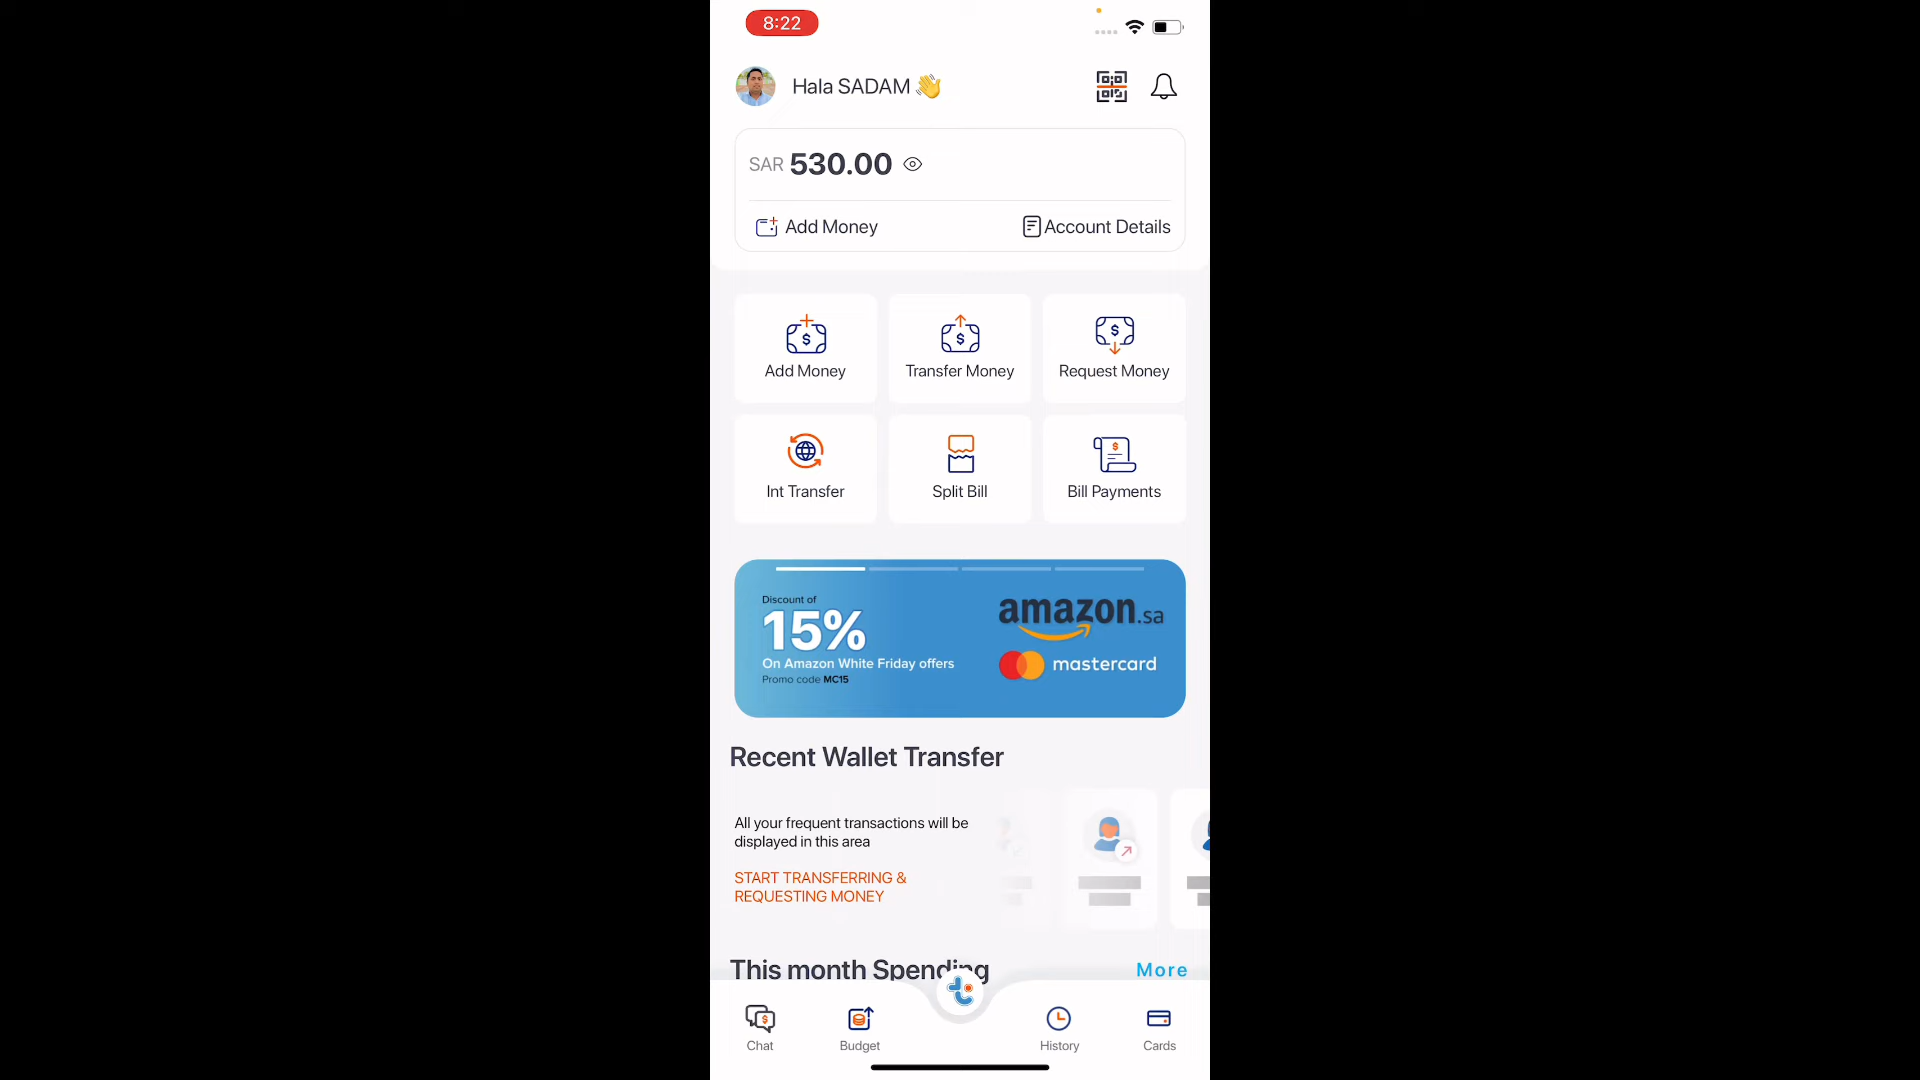 8:22
Hala SADAM 👋
SAR 530.00
Add Money
Account Details
Add Money
Transfer Money
Request Money
Int Transfer
Split Bill
Bill Payments
Discount of
15%
On Amazon White Friday offers
Promo code MC15
amazon.sa
mastercard
Recent Wallet Transfer
All your frequent transactions will be
displayed in this area
START TRANSFERRING &
REQUESTING MONEY
This month Spending
More
Chat
Budget
History
Cards